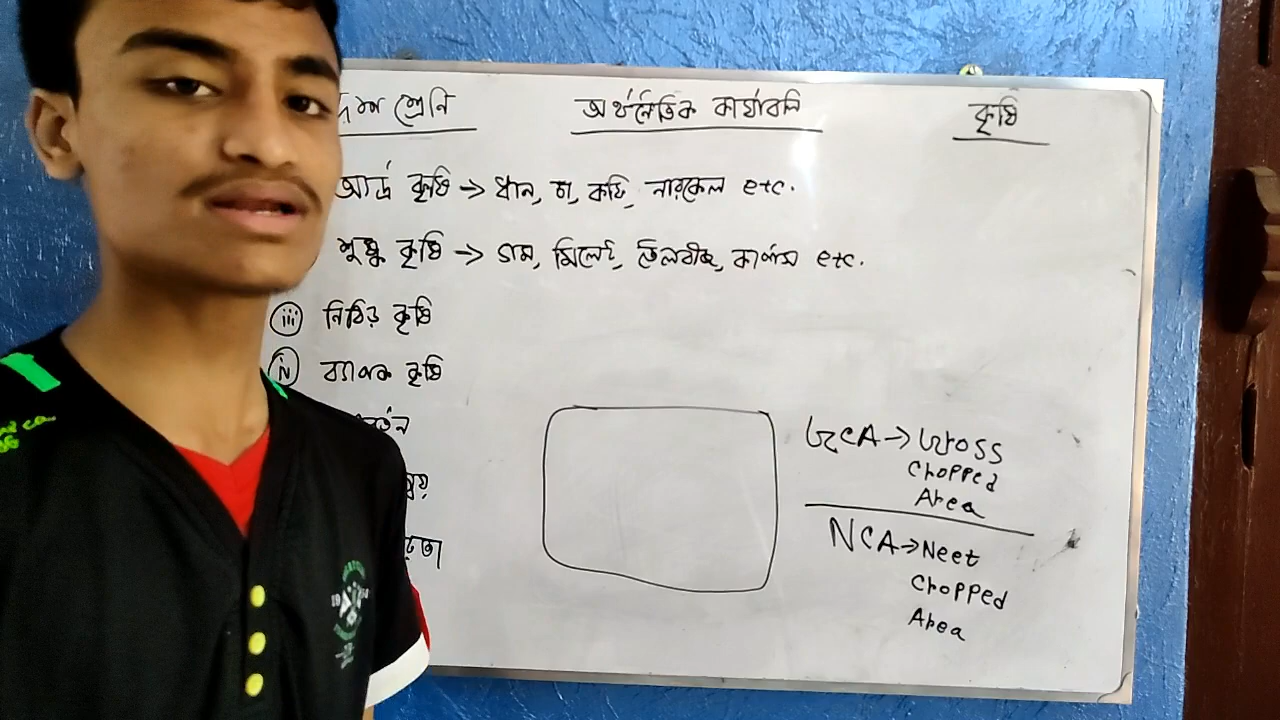 শ শ্রেণি
অর্থনৈতিক কার্যাবলি
কৃষি
আর্দ্র কৃষি → ধান, চা, কফি, নারকেল etc.
শুষ্ক কৃষি → গম, মিলেট, তৈলবীজ, কার্পাস etc.
iii নিবিড় কৃষি
iv ব্যাপক কৃষি
র্তন
GCA → Gross
Chopped
Area
NCA → Neet
Chopped
Area